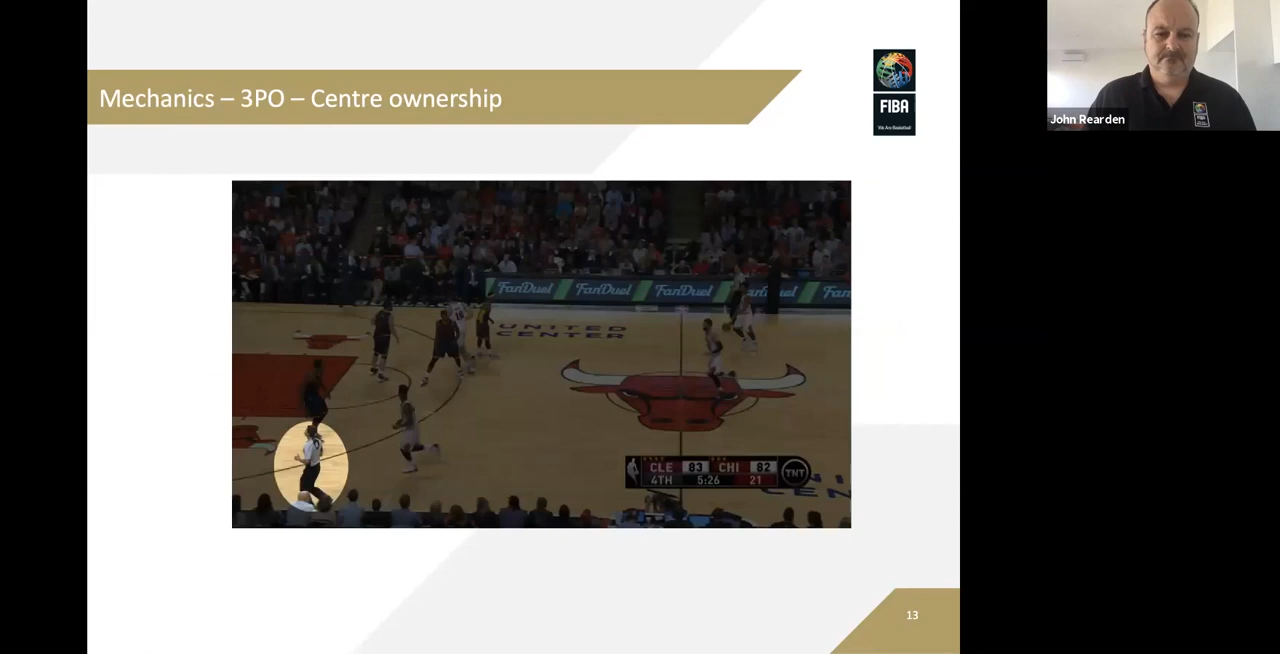 Mechanics – 3PO – Centre ownership
FIBA
We Are Basketball
John Rearden
FanDuel FanDuel FanDuel FanDuel Fan
UNITED
CENTER
CLE 83 CHI 82 TNT
4TH 5:26 21
13